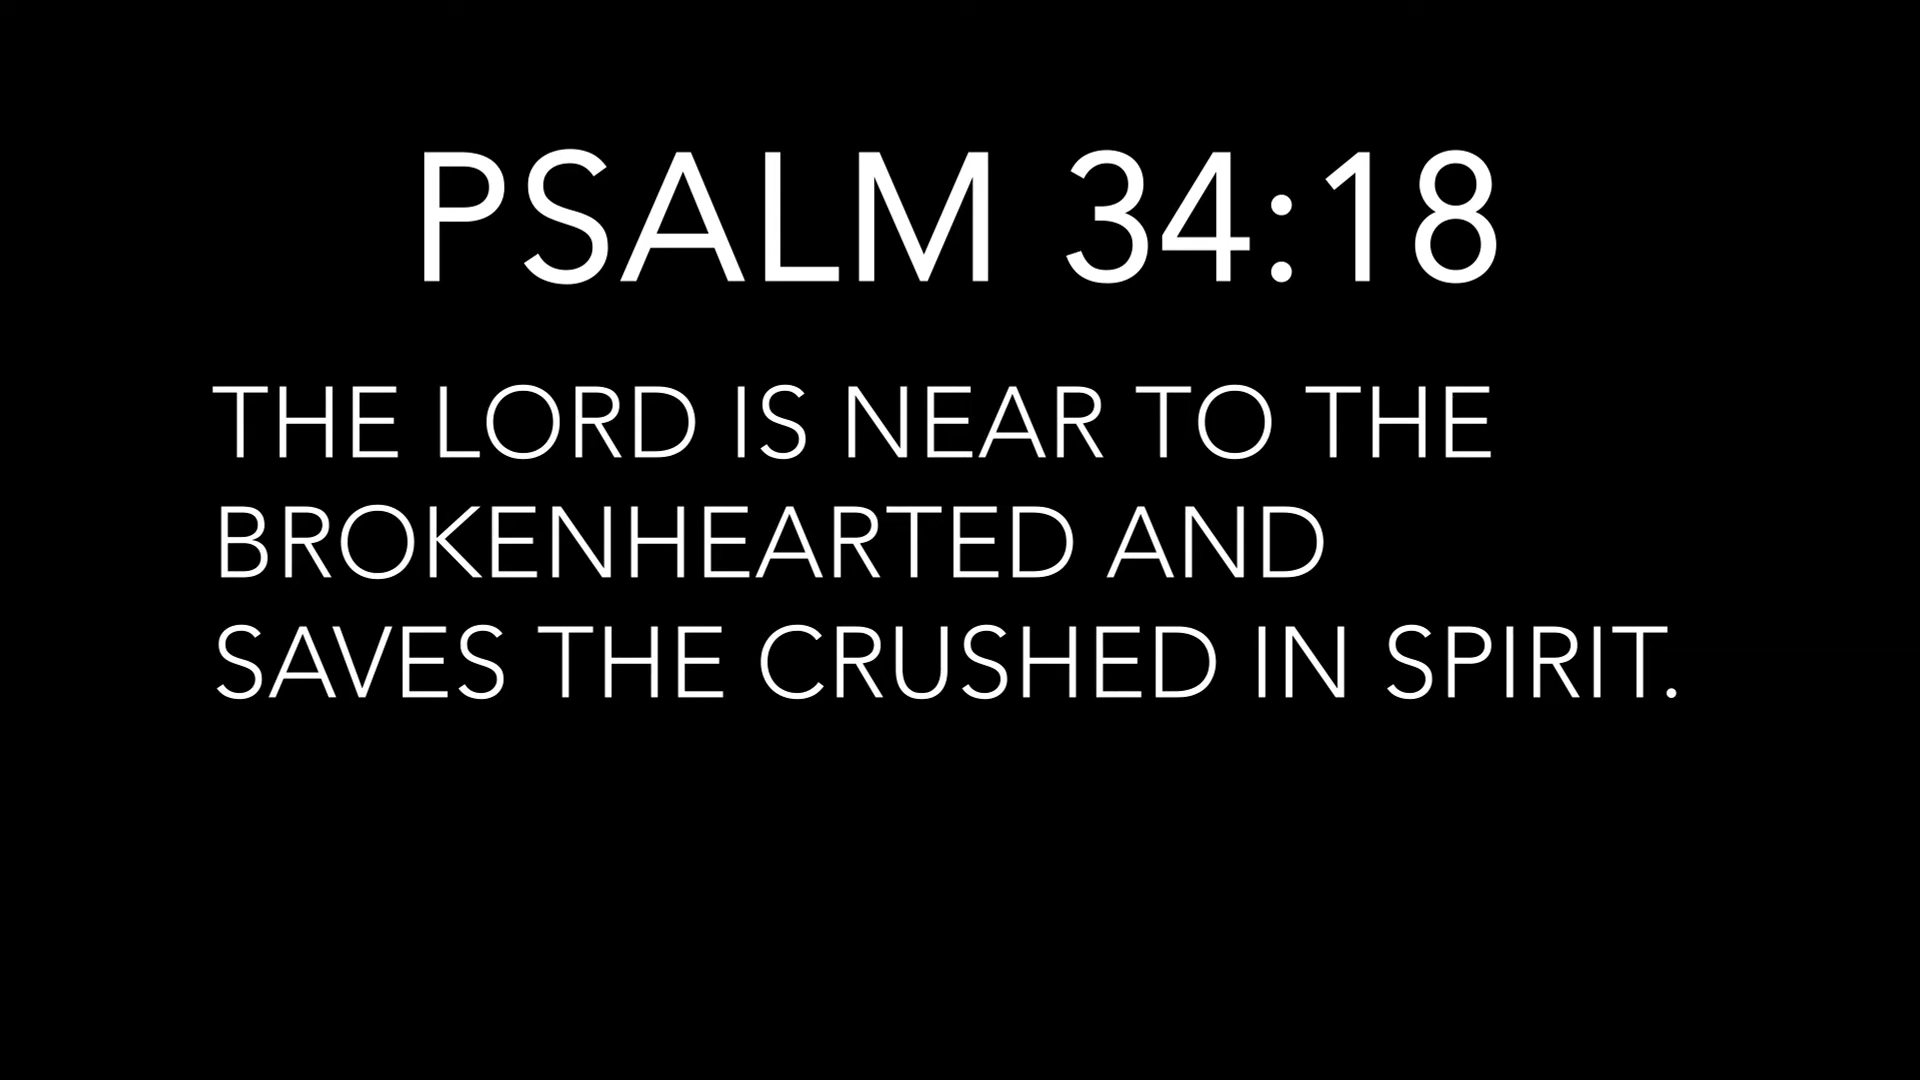 PSALM 34:18
THE LORD IS NEAR TO THE
BROKENHEARTED AND
SAVES THE CRUSHED IN SPIRIT.